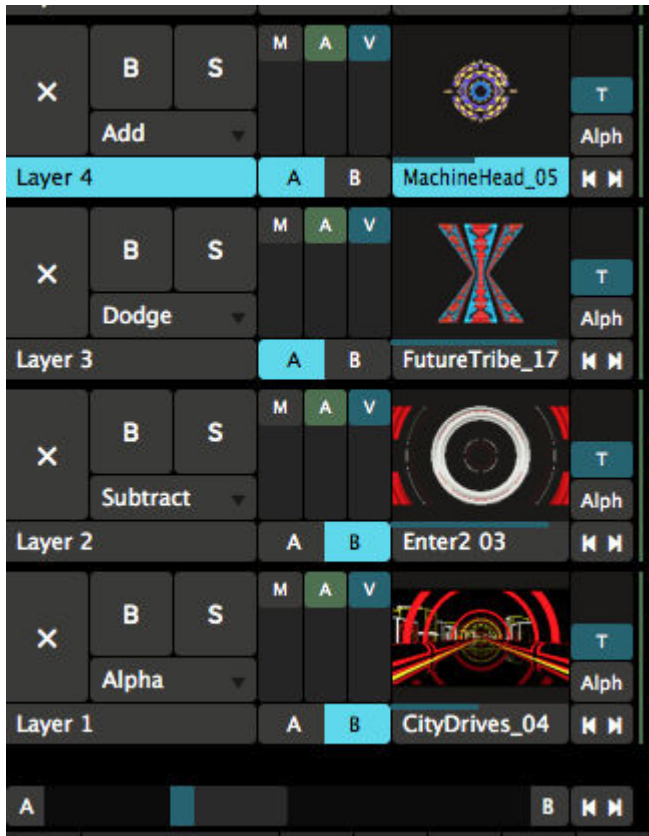 M A V
B S
×
T
Add
Alph
Layer 4 A B MachineHead_05
M A V
B S
×
T
Dodge
Alph
Layer 3 A B FutureTribe_17
M A V
B S
×
T
Subtract
Alph
Layer 2 A B Enter2 03
M A V
B S
×
T
Alpha
Alph
Layer 1 A B CityDrives_04
A B